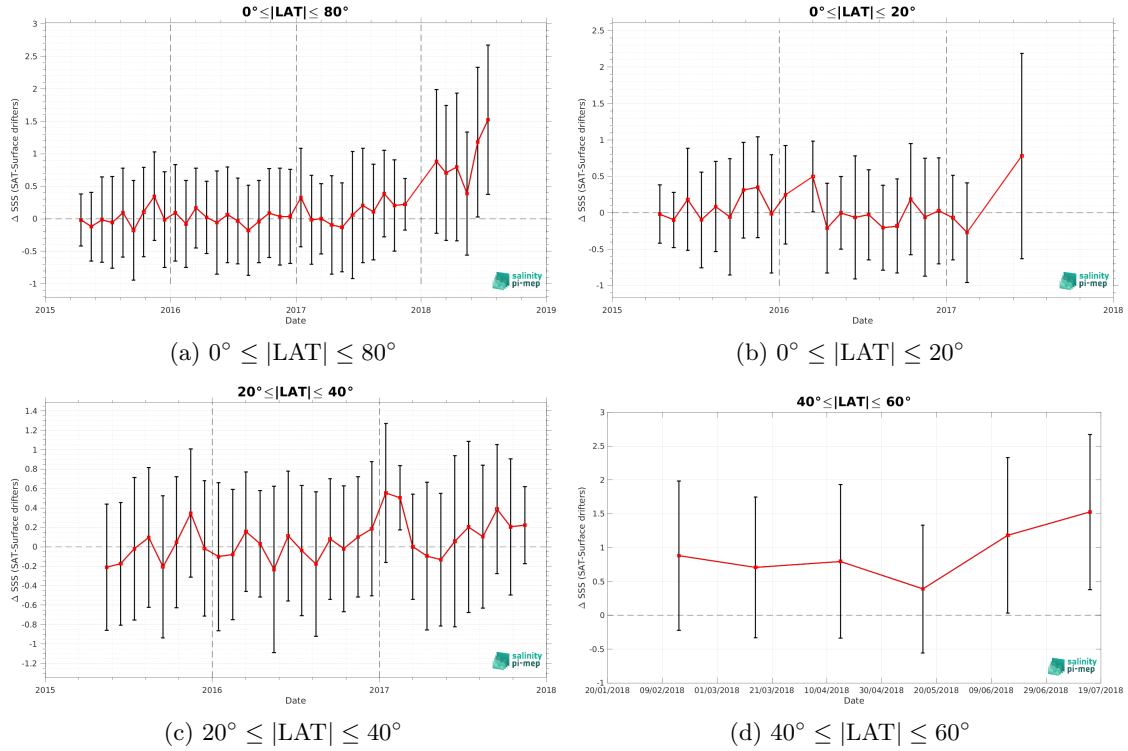 0°≤|LAT|≤ 80°
3
2.5
2
1.5
1
0.5
0
-0.5
-1
Δ SSS (SAT-Surface drifters)
2015
2016
2017
2018
2019
Date
salinity
pi-mep
(a) 0° ≤ |LAT| ≤ 80°
0°≤|LAT|≤ 20°
2.5
2
1.5
1
0.5
0
-0.5
-1
Δ SSS (SAT-Surface drifters)
2015
2016
2017
2018
Date
salinity
pi-mep
(b) 0° ≤ |LAT| ≤ 20°
20°≤|LAT|≤ 40°
1.4
1.2
1
0.8
0.6
0.4
0.2
0
-0.2
-0.4
-0.6
-0.8
-1
-1.2
Δ SSS (SAT-Surface drifters)
2015
2016
2017
2018
Date
salinity
pi-mep
(c) 20° ≤ |LAT| ≤ 40°
40°≤|LAT|≤ 60°
3
2.5
2
1.5
1
0.5
0
-0.5
-1
Δ SSS (SAT-Surface drifters)
20/01/2018
09/02/2018
01/03/2018
21/03/2018
10/04/2018
30/04/2018
20/05/2018
09/06/2018
29/06/2018
19/07/2018
Date
salinity
pi-mep
(d) 40° ≤ |LAT| ≤ 60°